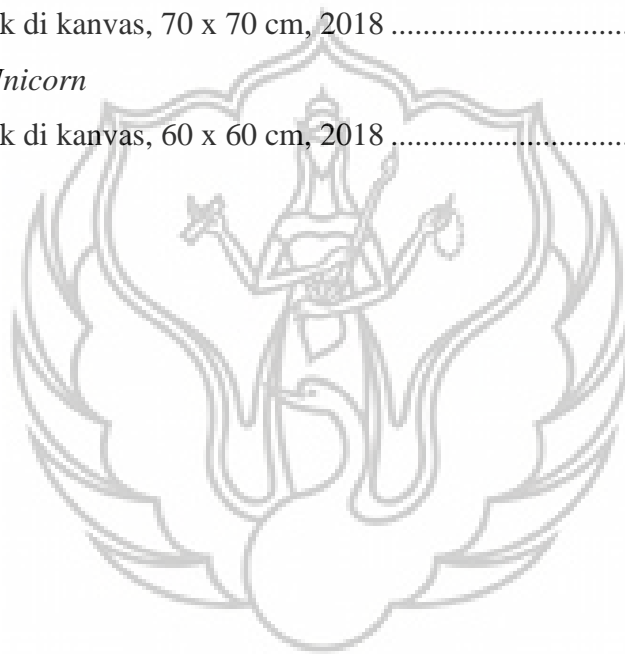 k di kanvas, 70 x 70 cm, 2018 ..............................
Unicorn
k di kanvas, 60 x 60 cm, 2018 ..............................